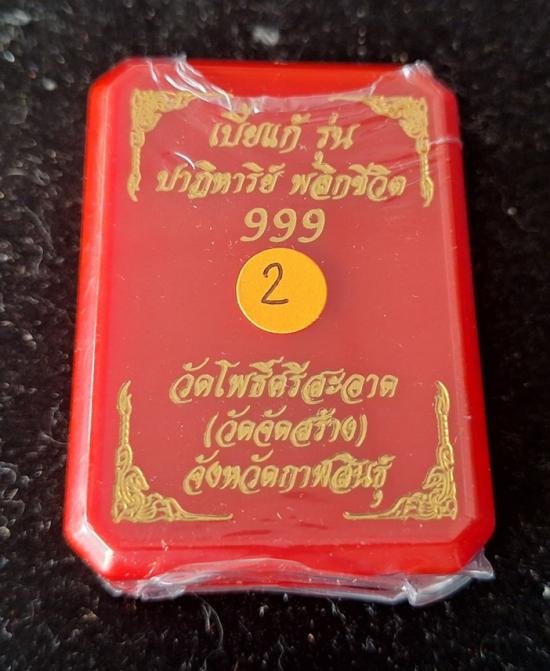 เบี้ยแก้ รุ่น
ปาฏิหาริย์ พลิกชีวิต
999
2
วัดโพธิ์ศรีสะอาด
(วัดจัดสร้าง)
จังหวัดกาฬสินธุ์